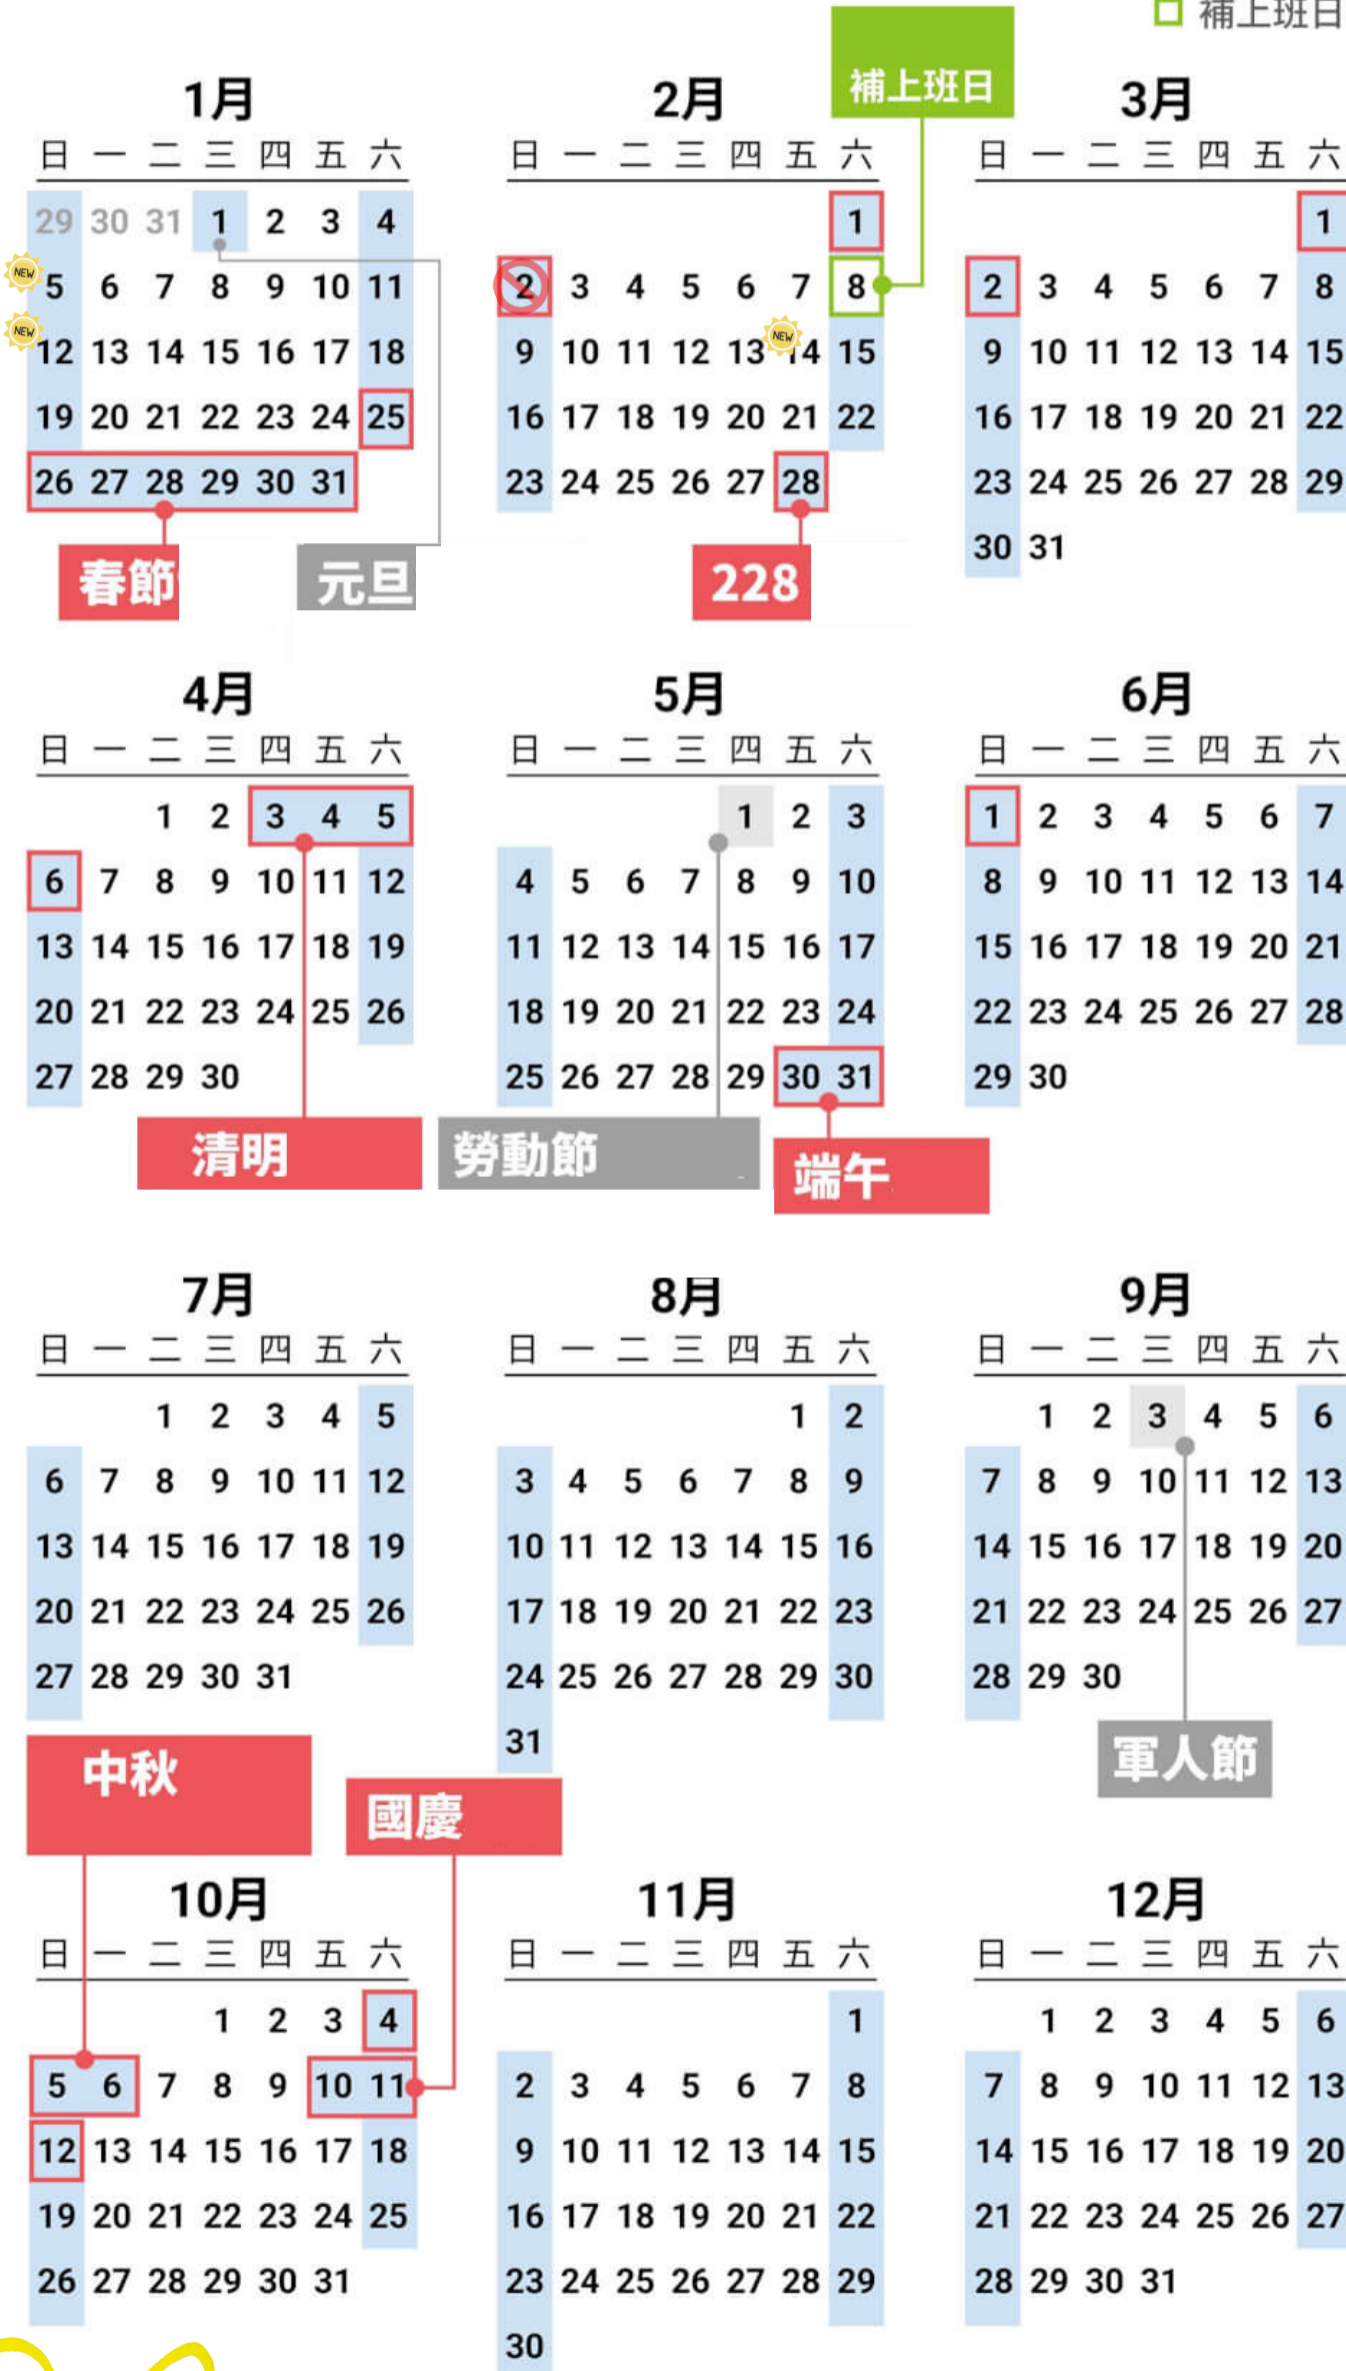 補上班日
補上班日
1月
日 一 二 三 四 五 六
29 30 31 1 2 3 4
NEW 5 6 7 8 9 10 11
NEW 12 13 14 15 16 17 18
19 20 21 22 23 24 25
26 27 28 29 30 31
春節
元旦
2月
日 一 二 三 四 五 六
1
2 3 4 5 6 7 8
9 10 11 12 13 NEW 14 15
16 17 18 19 20 21 22
23 24 25 26 27 28
228
3月
日 一 二 三 四 五 六
1
2 3 4 5 6 7 8
9 10 11 12 13 14 15
16 17 18 19 20 21 22
23 24 25 26 27 28 29
30 31
4月
日 一 二 三 四 五 六
1 2 3 4 5
6 7 8 9 10 11 12
13 14 15 16 17 18 19
20 21 22 23 24 25 26
27 28 29 30
清明
5月
日 一 二 三 四 五 六
1 2 3
4 5 6 7 8 9 10
11 12 13 14 15 16 17
18 19 20 21 22 23 24
25 26 27 28 29 30 31
勞動節
端午
6月
日 一 二 三 四 五 六
1 2 3 4 5 6 7
8 9 10 11 12 13 14
15 16 17 18 19 20 21
22 23 24 25 26 27 28
29 30
7月
日 一 二 三 四 五 六
1 2 3 4 5
6 7 8 9 10 11 12
13 14 15 16 17 18 19
20 21 22 23 24 25 26
27 28 29 30 31
8月
日 一 二 三 四 五 六
1 2
3 4 5 6 7 8 9
10 11 12 13 14 15 16
17 18 19 20 21 22 23
24 25 26 27 28 29 30
31
9月
日 一 二 三 四 五 六
1 2 3 4 5 6
7 8 9 10 11 12 13
14 15 16 17 18 19 20
21 22 23 24 25 26 27
28 29 30
軍人節
中秋
國慶
10月
日 一 二 三 四 五 六
1 2 3 4
5 6 7 8 9 10 11
12 13 14 15 16 17 18
19 20 21 22 23 24 25
26 27 28 29 30 31
11月
日 一 二 三 四 五 六
1
2 3 4 5 6 7 8
9 10 11 12 13 14 15
16 17 18 19 20 21 22
23 24 25 26 27 28 29
30
12月
日 一 二 三 四 五 六
1 2 3 4 5 6
7 8 9 10 11 12 13
14 15 16 17 18 19 20
21 22 23 24 25 26 27
28 29 30 31